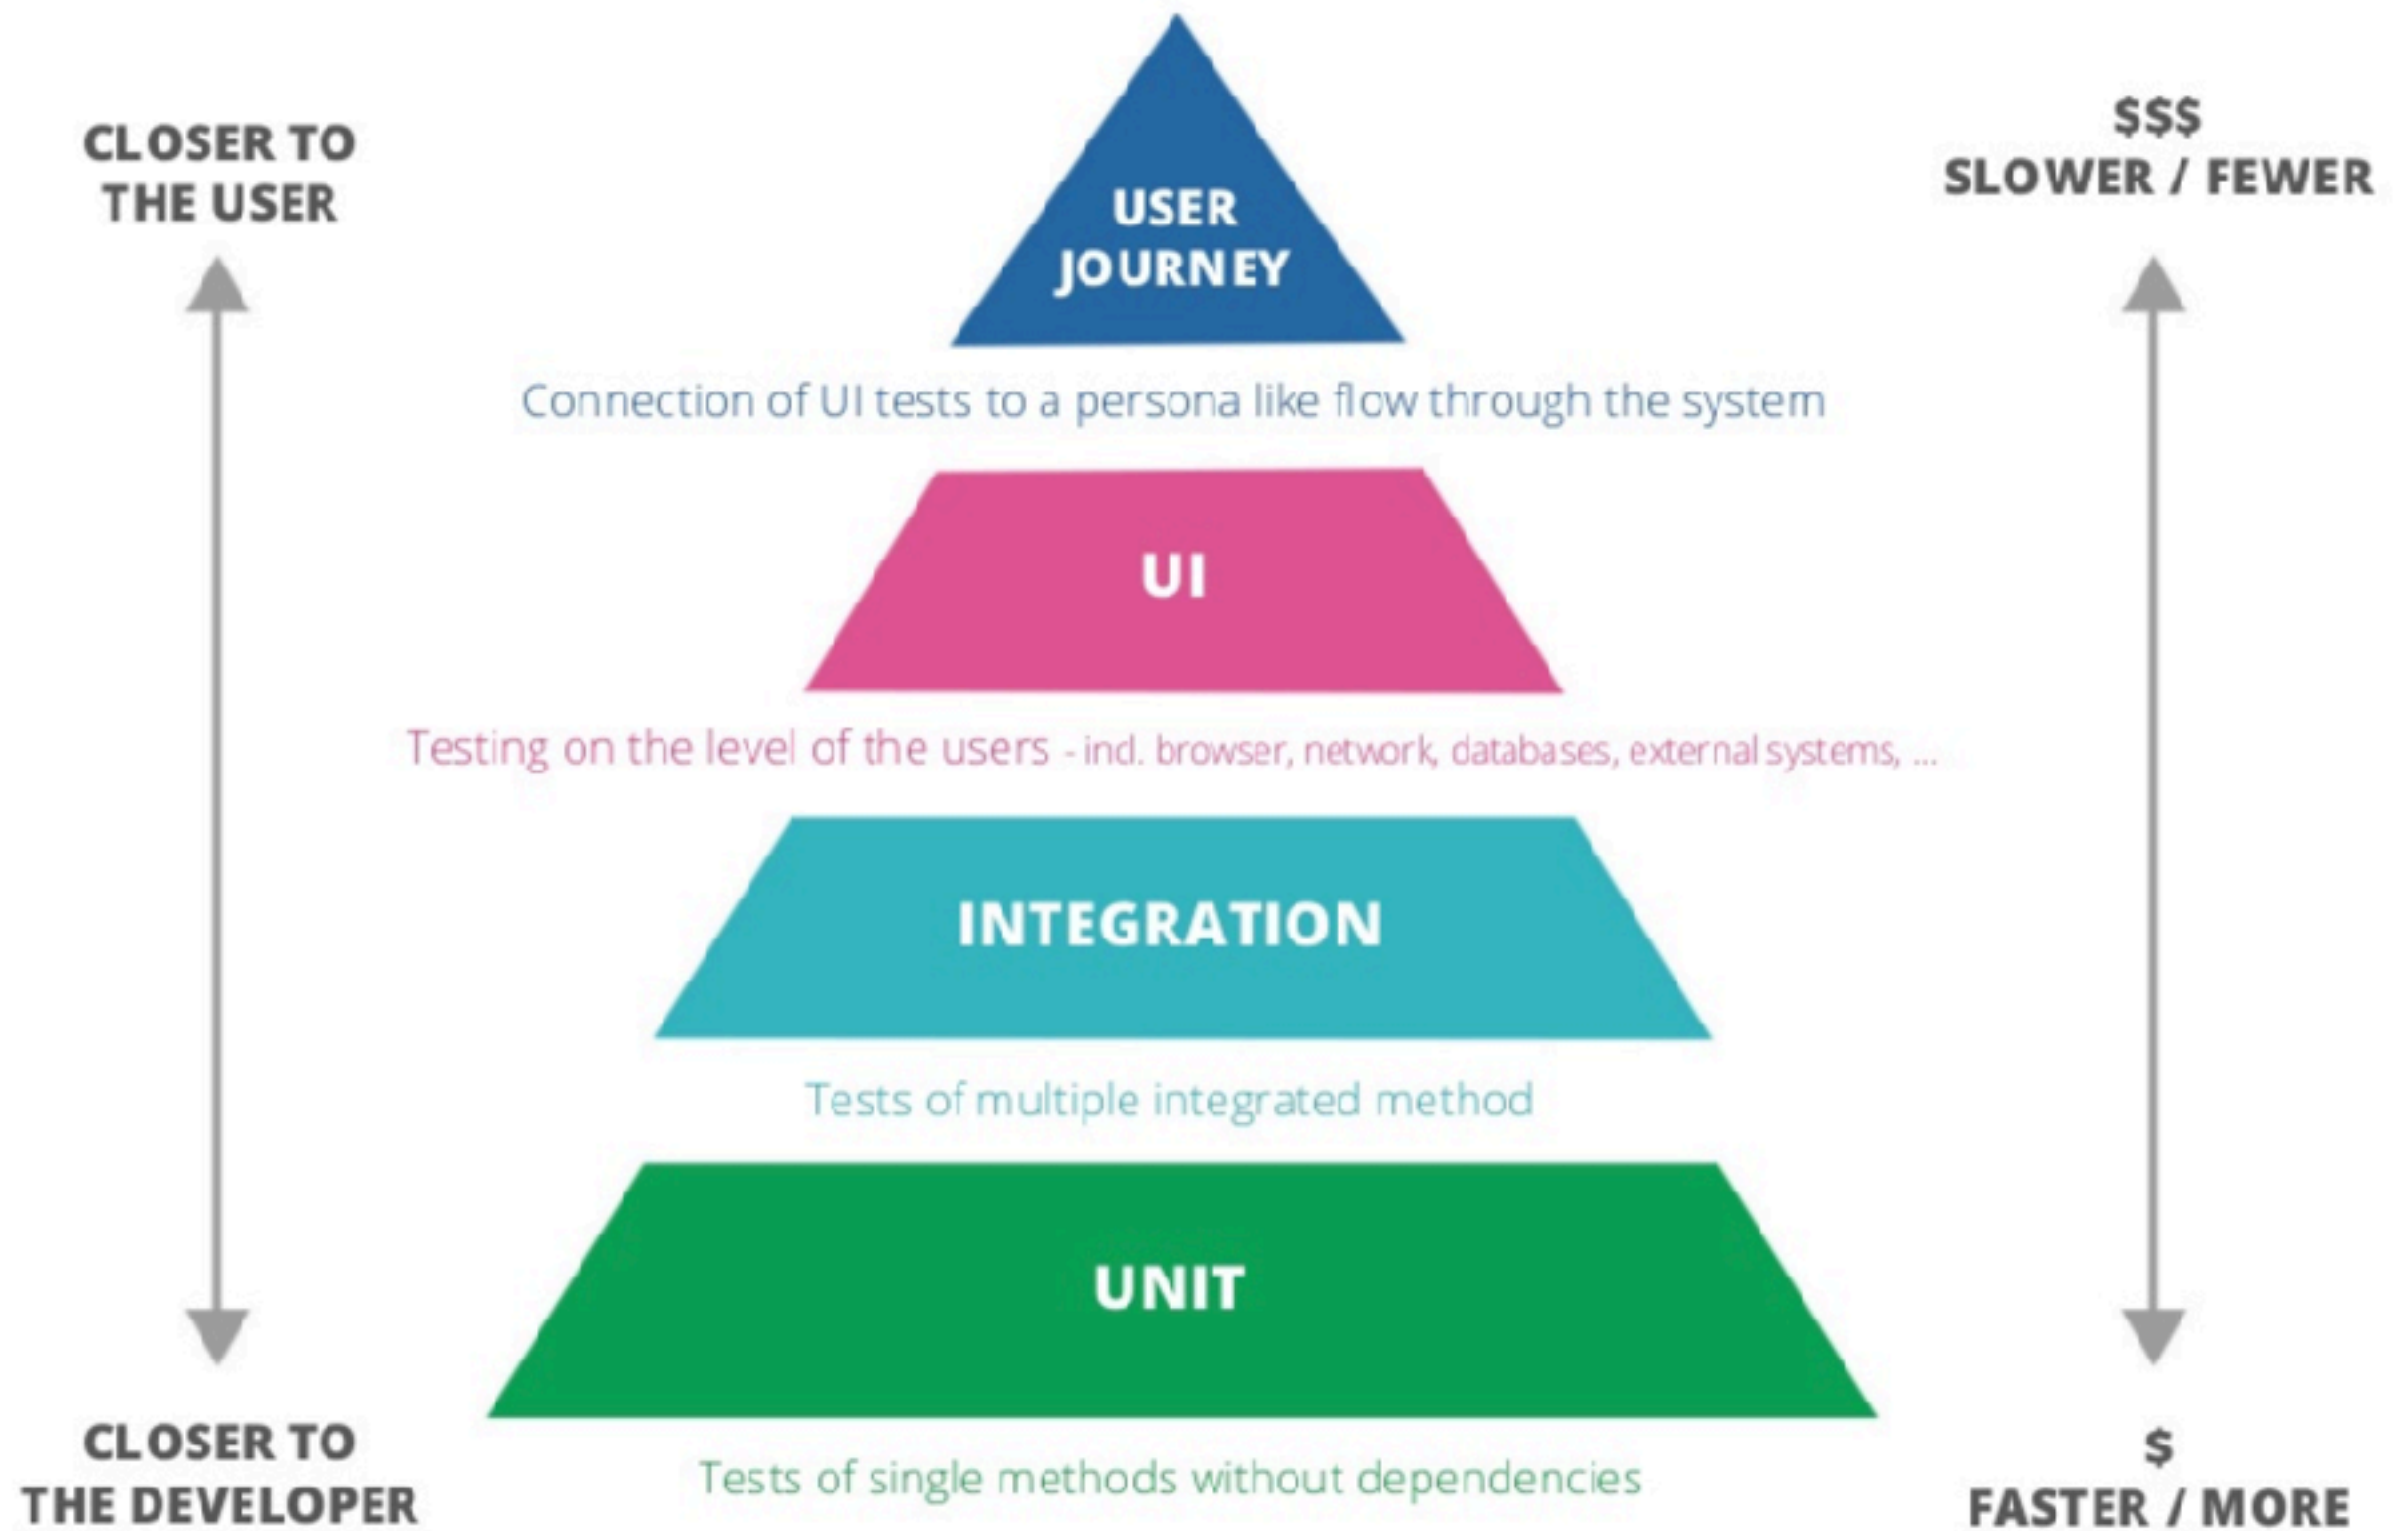 CLOSER TO
THE USER
$$$
SLOWER / FEWER
USER
JOURNEY
Connection of UI tests to a persona like flow through the system
UI
Testing on the level of the users - incl. browser, network, databases, external systems, ...
INTEGRATION
Tests of multiple integrated method
UNIT
Tests of single methods without dependencies
CLOSER TO
THE DEVELOPER
$
FASTER / MORE